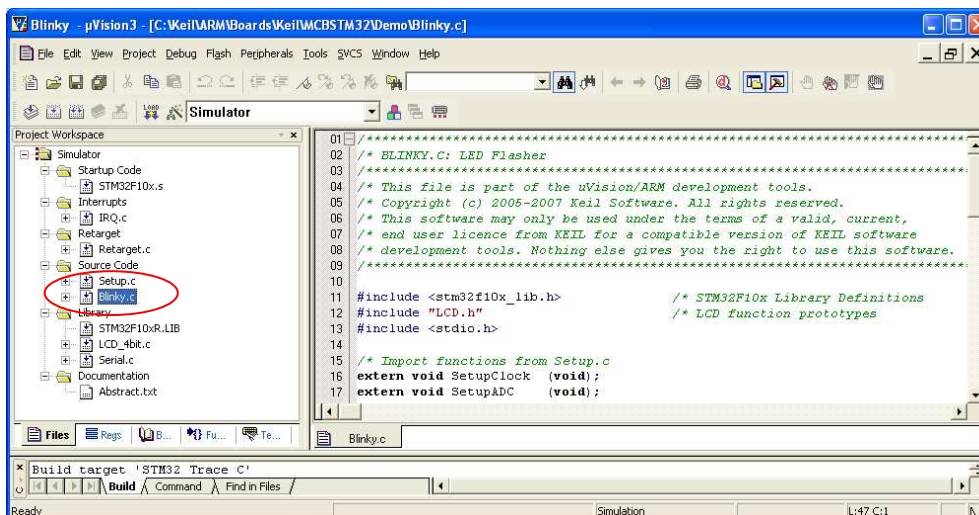 Blinky - µVision3 - [C:\Keil\ARM\Boards\Keil\MCBSTM32\Demo\Blinky.c]
File Edit View Project Debug Flash Peripherals Tools SVCS Window Help
LOAD Simulator
Project Workspace
Simulator
Startup Code
STM32F10x.s
Interrupts
IRQ.c
Retarget
Retarget.c
Source Code
Setup.c
Blinky.c
Library
STM32F10xR.LIB
LCD_4bit.c
Serial.c
Documentation
Abstract.txt
Files Regs B... Fu... Te...
01 /******************************************************************************
02 /* BLINKY.C: LED Flasher
03 /******************************************************************************
04 /* This file is part of the uVision/ARM development tools.
05 /* Copyright (c) 2005-2007 Keil Software. All rights reserved.
06 /* This software may only be used under the terms of a valid, current,
07 /* end user licence from KEIL for a compatible version of KEIL software
08 /* development tools. Nothing else gives you the right to use this software.
09 /******************************************************************************
10
11 #include <stm32f10x_lib.h> /* STM32F10x Library Definitions
12 #include "LCD.h" /* LCD function prototypes
13 #include <stdio.h>
14
15 /* Import functions from Setup.c
16 extern void SetupClock (void);
17 extern void SetupADC (void);
Blinky.c
Build target 'STM32 Trace C'
Build Command Find in Files
Ready Simulation L:47 C:1 N